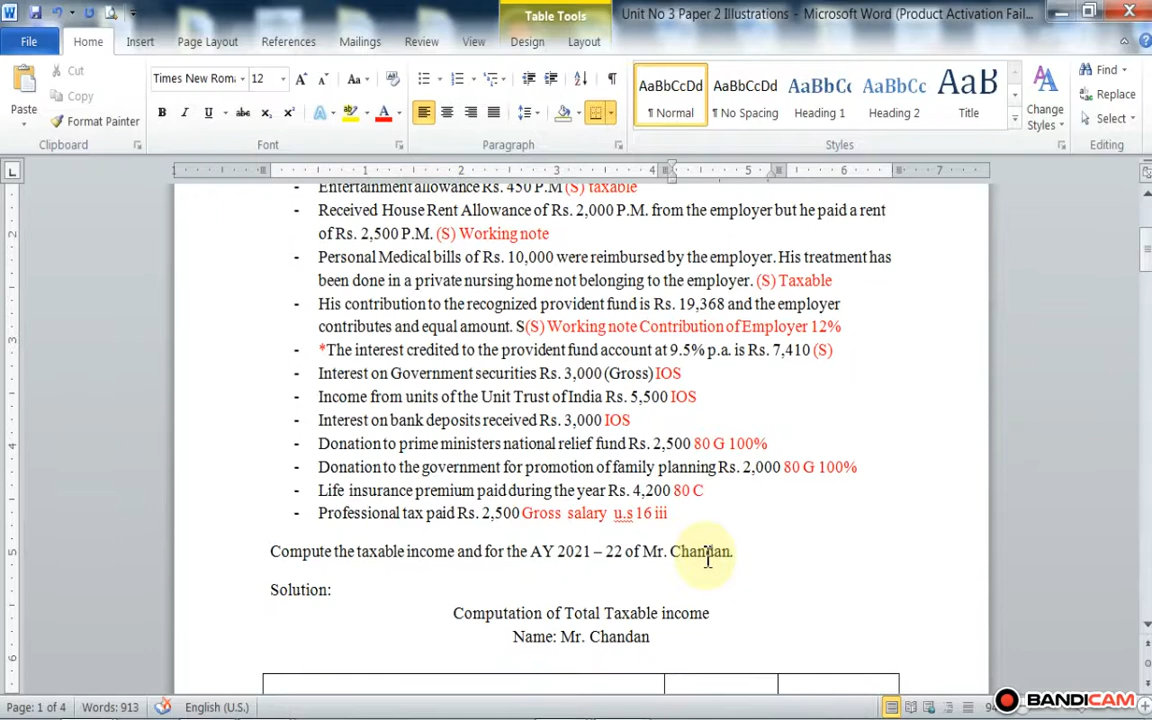 Table Tools
Unit No 3 Paper 2 Illustrations - Microsoft Word (Product Activation Fail...
File Home Insert Page Layout References Mailings Review View Design Layout
Cut
Copy
Format Painter
Paste
Clipboard
Times New Rom 12
Font
Paragraph
AaBbCcDd AaBbCcDd AaBbCc AaBbCc AaB
¶ Normal ¶ No Spacing Heading 1 Heading 2 Title
Change Styles
Styles
Find
Replace
Select
Editing
1 2 3 4 5 6 7
Entertainment allowance Rs. 450 P.M (S) taxable
- Received House Rent Allowance of Rs. 2,000 P.M. from the employer but he paid a rent
of Rs. 2,500 P.M. (S) Working note
- Personal Medical bills of Rs. 10,000 were reimbursed by the employer. His treatment has
been done in a private nursing home not belonging to the employer. (S) Taxable
- His contribution to the recognized provident fund is Rs. 19,368 and the employer
contributes and equal amount. S(S) Working note Contribution of Employer 12%
- *The interest credited to the provident fund account at 9.5% p.a. is Rs. 7,410 (S)
- Interest on Government securities Rs. 3,000 (Gross) IOS
- Income from units of the Unit Trust of India Rs. 5,500 IOS
- Interest on bank deposits received Rs. 3,000 IOS
- Donation to prime ministers national relief fund Rs. 2,500 80 G 100%
- Donation to the government for promotion of family planning Rs. 2,000 80 G 100%
- Life insurance premium paid during the year Rs. 4,200 80 C
- Professional tax paid Rs. 2,500 Gross salary u.s 16 iii
Compute the taxable income and for the AY 2021 – 22 of Mr. Chandan.
Solution:
Computation of Total Taxable income
Name: Mr. Chandan
Page: 1 of 4 Words: 913 English (U.S.)
BANDICAM